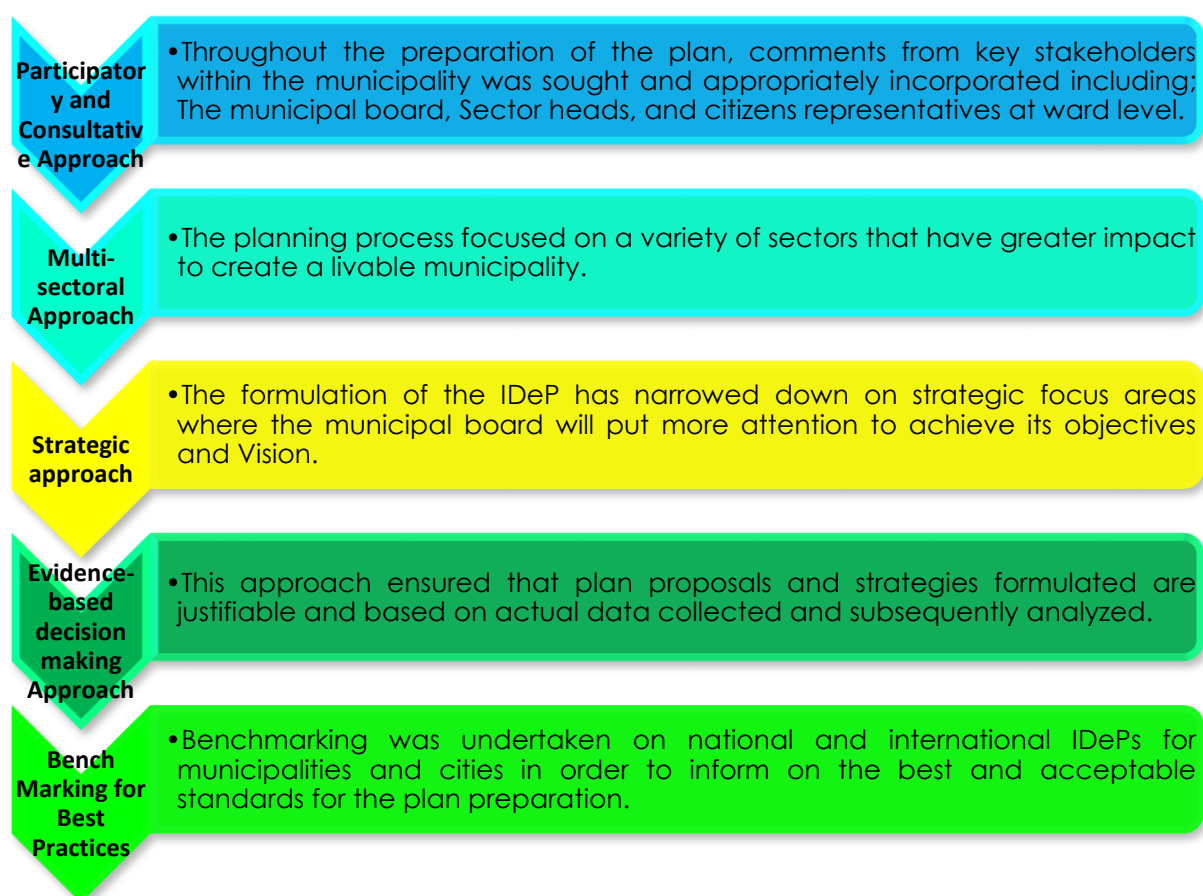 Participator
y and
Consultativ
e Approach
•Throughout the preparation of the plan, comments from key stakeholders
within the municipality was sought and appropriately incorporated including;
The municipal board, Sector heads, and citizens representatives at ward level.
Multi-
sectoral
Approach
•The planning process focused on a variety of sectors that have greater impact
to create a livable municipality.
Strategic
approach
•The formulation of the IDeP has narrowed down on strategic focus areas
where the municipal board will put more attention to achieve its objectives
and Vision.
Evidence-
based
decision
making
Approach
•This approach ensured that plan proposals and strategies formulated are
justifiable and based on actual data collected and subsequently analyzed.
Bench
Marking for
Best
Practices
•Benchmarking was undertaken on national and international IDePs for
municipalities and cities in order to inform on the best and acceptable
standards for the plan preparation.